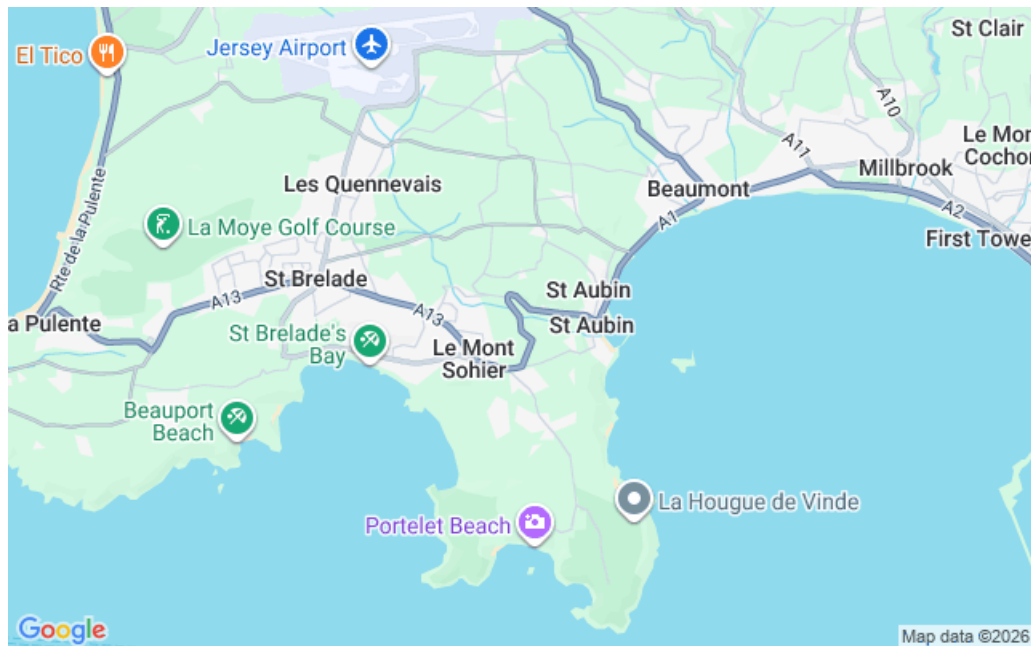 St Clair
El Tico
Jersey Airport
A10
Le Mon
Cochon
A11
Millbrook
Les Quennevais
Beaumont
A2
Rte de la Pulente
La Moye Golf Course
A1
First Towe
St Brelade
St Aubin
A13
A13
a Pulente
St Aubin
St Brelade's
Bay
Le Mont
Sohier
Beauport
Beach
La Hougue de Vinde
Portelet Beach
Google
Map data ©2026